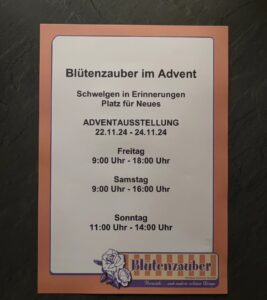 Blütenzauber im Advent
Schwelgen in Erinnerungen
Platz für Neues
ADVENTAUSSTELLUNG
22.11.24 - 24.11.24
Freitag
9:00 Uhr - 18:00 Uhr
Samstag
9:00 Uhr - 16:00 Uhr
Sonntag
11:00 Uhr - 14:00 Uhr
Blütenzauber